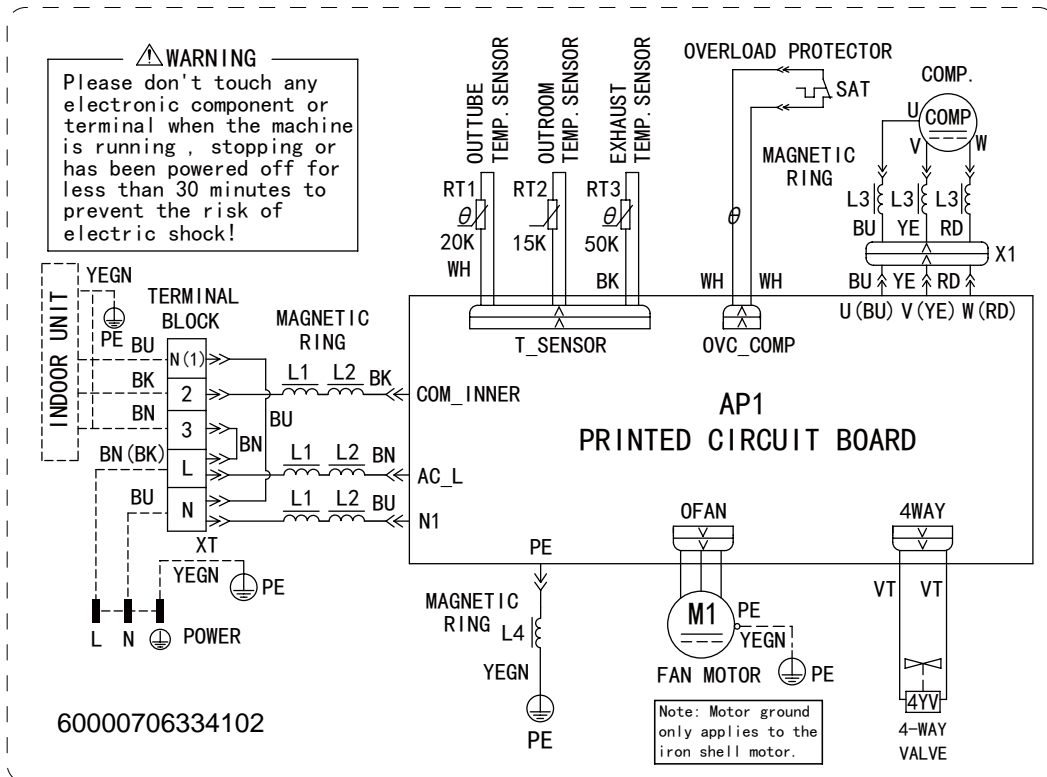 WARNING
Please don't touch any
electronic component or
terminal when the machine
is running , stopping or
has been powered off for
less than 30 minutes to
prevent the risk of
electric shock!
OUTTUBE
TEMP. SENSOR
OUTROOM
TEMP. SENSOR
EXHAUST
TEMP. SENSOR
RT1
RT2
RT3
θ
θ
20K
15K
50K
WH
BK
T_SENSOR
OVERLOAD PROTECTOR
SAT
θ
WH
WH
OVC_COMP
COMP.
COMP
U
V
W
MAGNETIC
RING
L3
L3
L3
BU
YE
RD
X1
BU
YE
RD
U(BU)
V(YE)
W(RD)
INDOOR UNIT
YEGN
PE
TERMINAL
BLOCK
BU
N(1)
BK
2
BN
3
BN(BK)
L
BU
N
XT
BN
BU
MAGNETIC
RING
L1
L2
BK
COM_INNER
L1
L2
BN
AC_L
L1
L2
BU
N1
AP1
PRINTED CIRCUIT BOARD
YEGN
PE
L
N
POWER
PE
MAGNETIC
RING
L4
YEGN
PE
OFAN
M1
PE
YEGN
PE
FAN MOTOR
Note: Motor ground
only applies to the
iron shell motor.
4WAY
VT
VT
4YV
4-WAY
VALVE
60000706334102